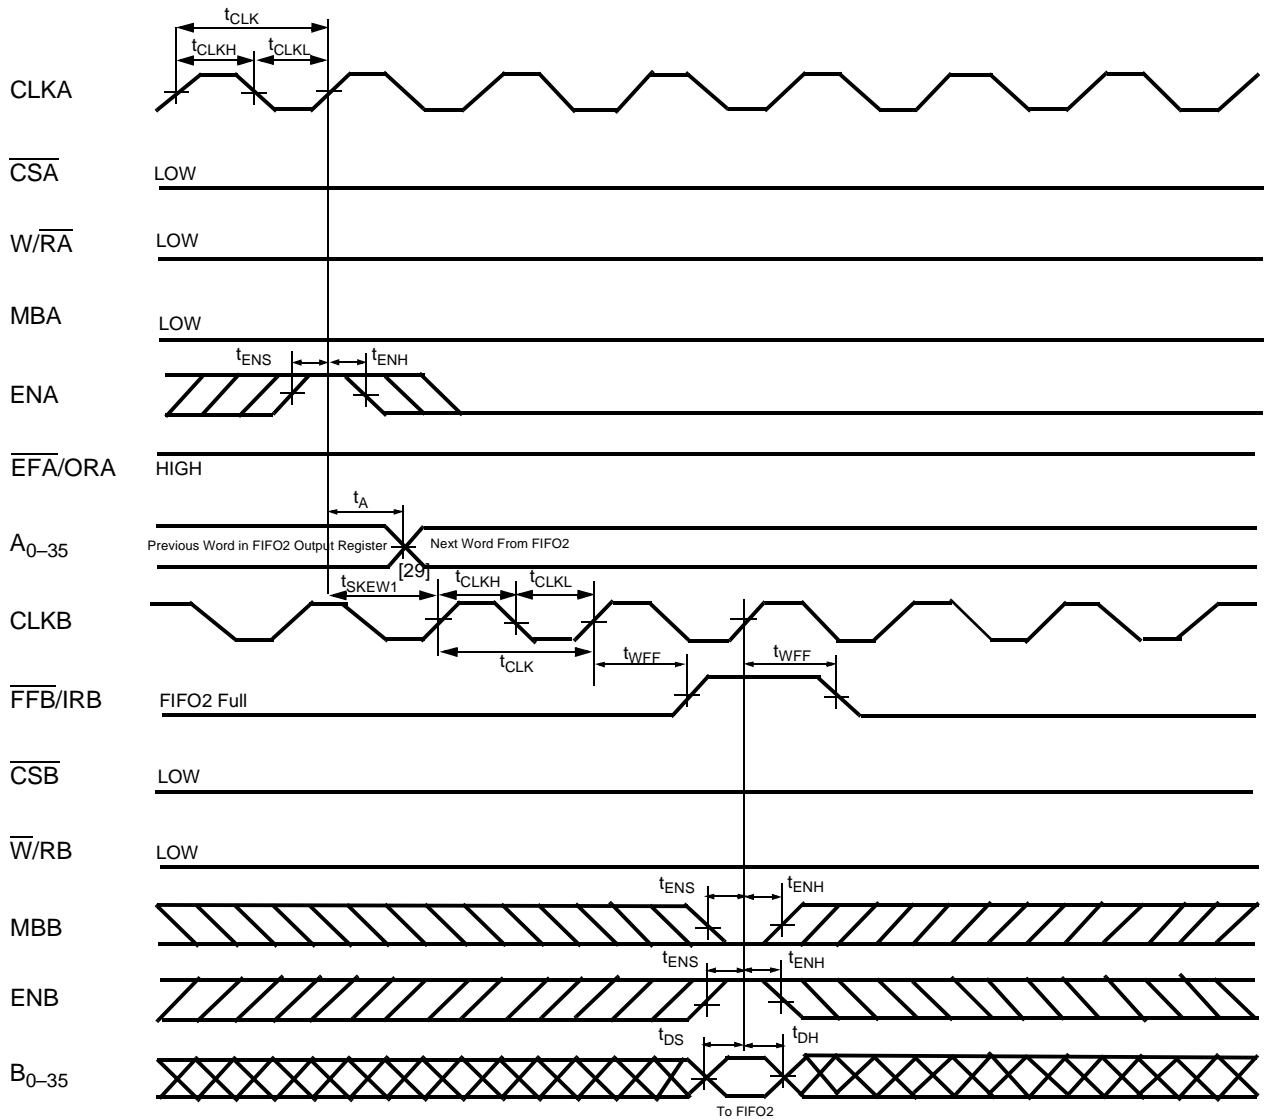 tCLK
tCLKH tCLKL
CLKA
CSA LOW
W/RA LOW
MBA LOW
tENS tENH
ENA
EFA/ORA HIGH
tA
A0–35 Previous Word in FIFO2 Output Register Next Word From FIFO2
[29]
tSKEW1 tCLKH tCLKL
CLKB
tCLK tWFF tWFF
FFB/IRB FIFO2 Full
CSB LOW
W/RB LOW
tENS tENH
MBB
tENS tENH
ENB
tDS tDH
B0–35
To FIFO2